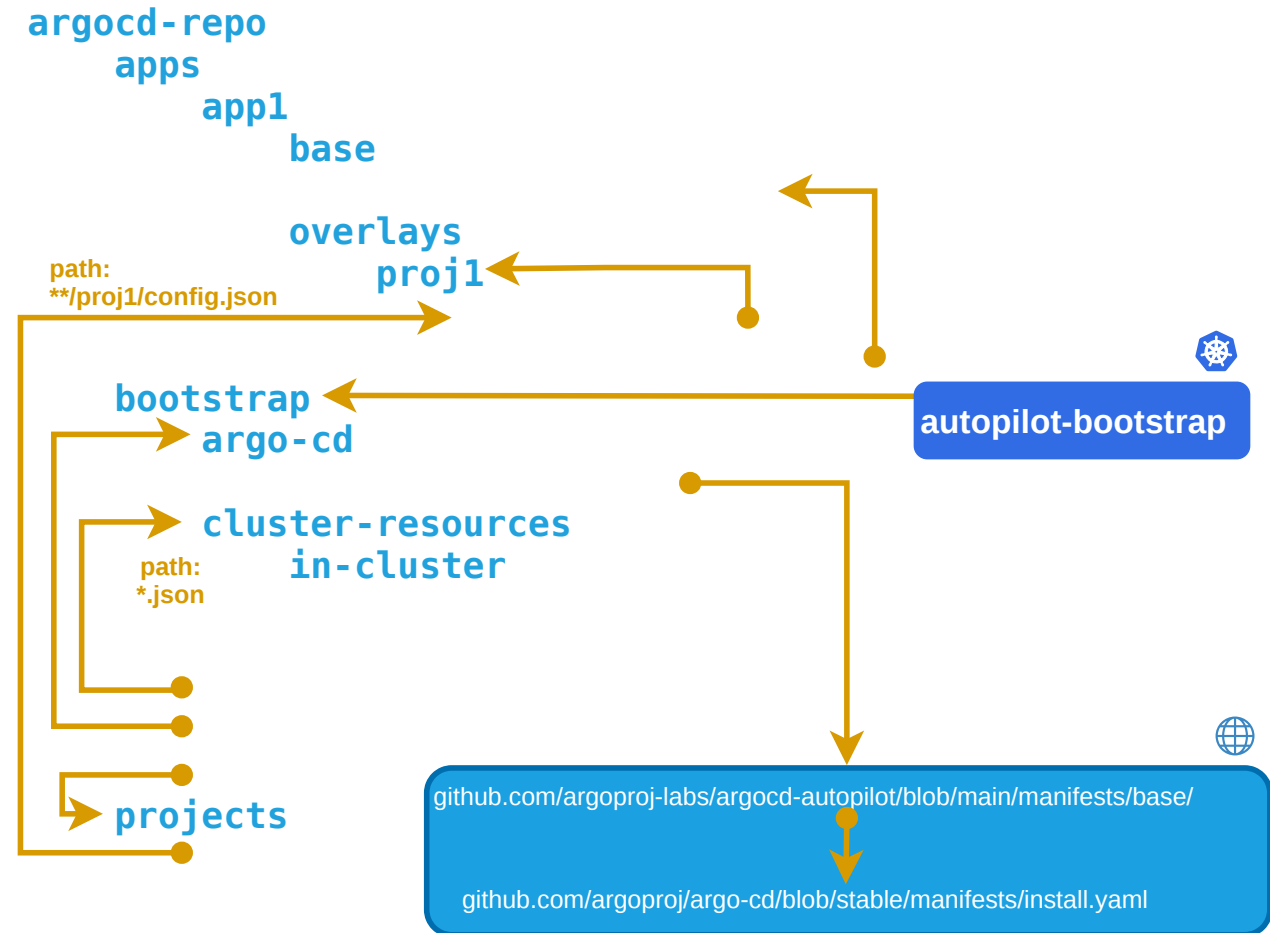 argocd-repo
apps
app1
base
overlays
proj1
path:
**/proj1/config.json
bootstrap
autopilot-bootstrap
argo-cd
cluster-resources
in-cluster
path:
*.json
projects
github.com/argoproj-labs/argocd-autopilot/blob/main/manifests/base/
github.com/argoproj/argo-cd/blob/stable/manifests/install.yaml